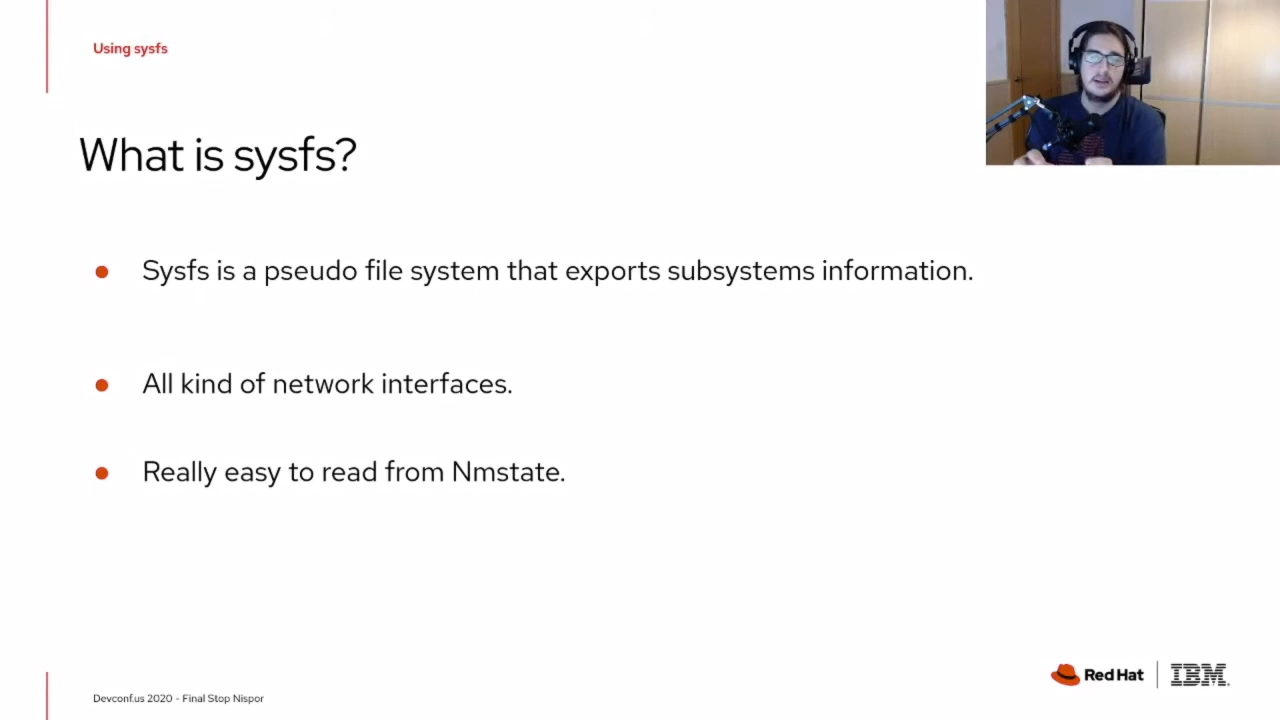 Using sysfs
What is sysfs?
Sysfs is a pseudo file system that exports subsystems information.
All kind of network interfaces.
Really easy to read from Nmstate.
Devconf.us 2020 - Final Stop Nispor
Red Hat
IBM